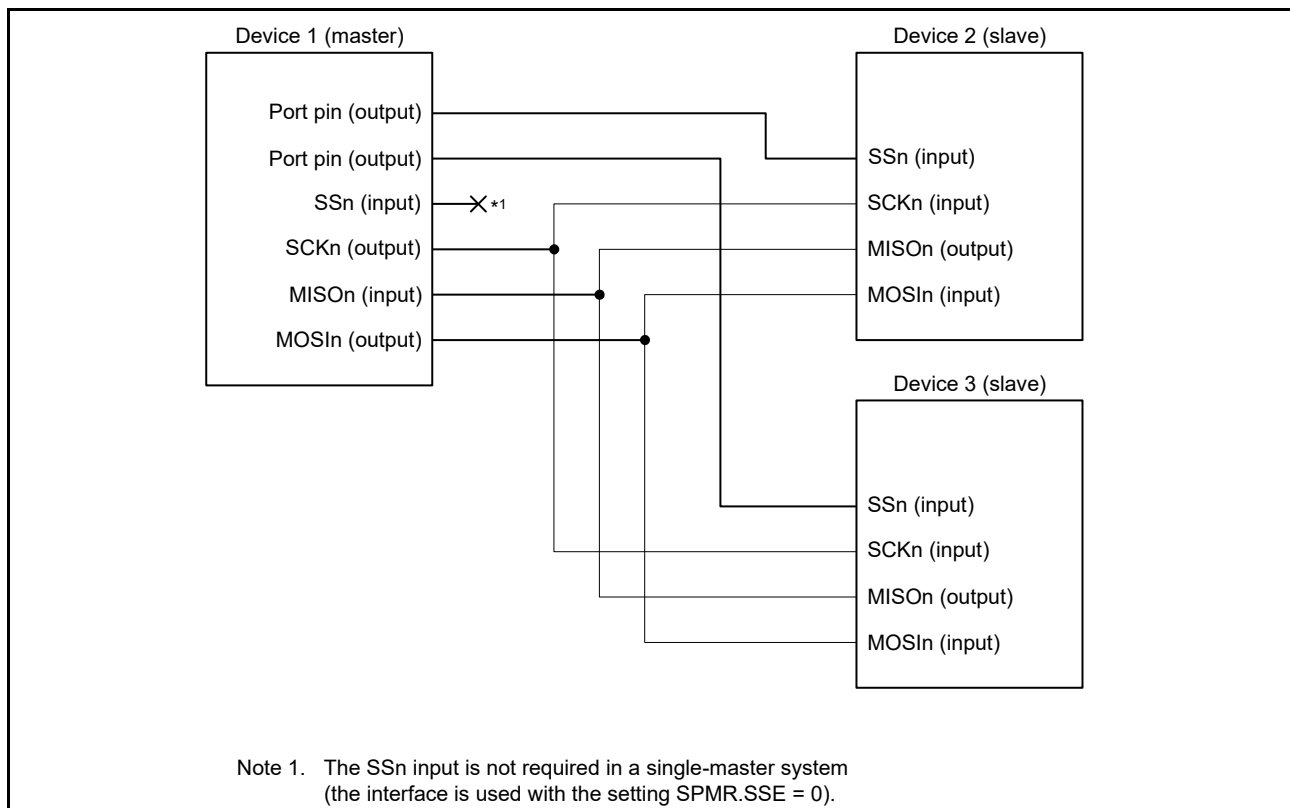 Device 1 (master)
Port pin (output)
Port pin (output)
SSn (input)
*1
SCKn (output)
MISOn (input)
MOSIn (output)
Device 2 (slave)
SSn (input)
SCKn (input)
MISOn (output)
MOSIn (input)
Device 3 (slave)
SSn (input)
SCKn (input)
MISOn (output)
MOSIn (input)
Note 1. The SSn input is not required in a single-master system
(the interface is used with the setting SPMR.SSE = 0).